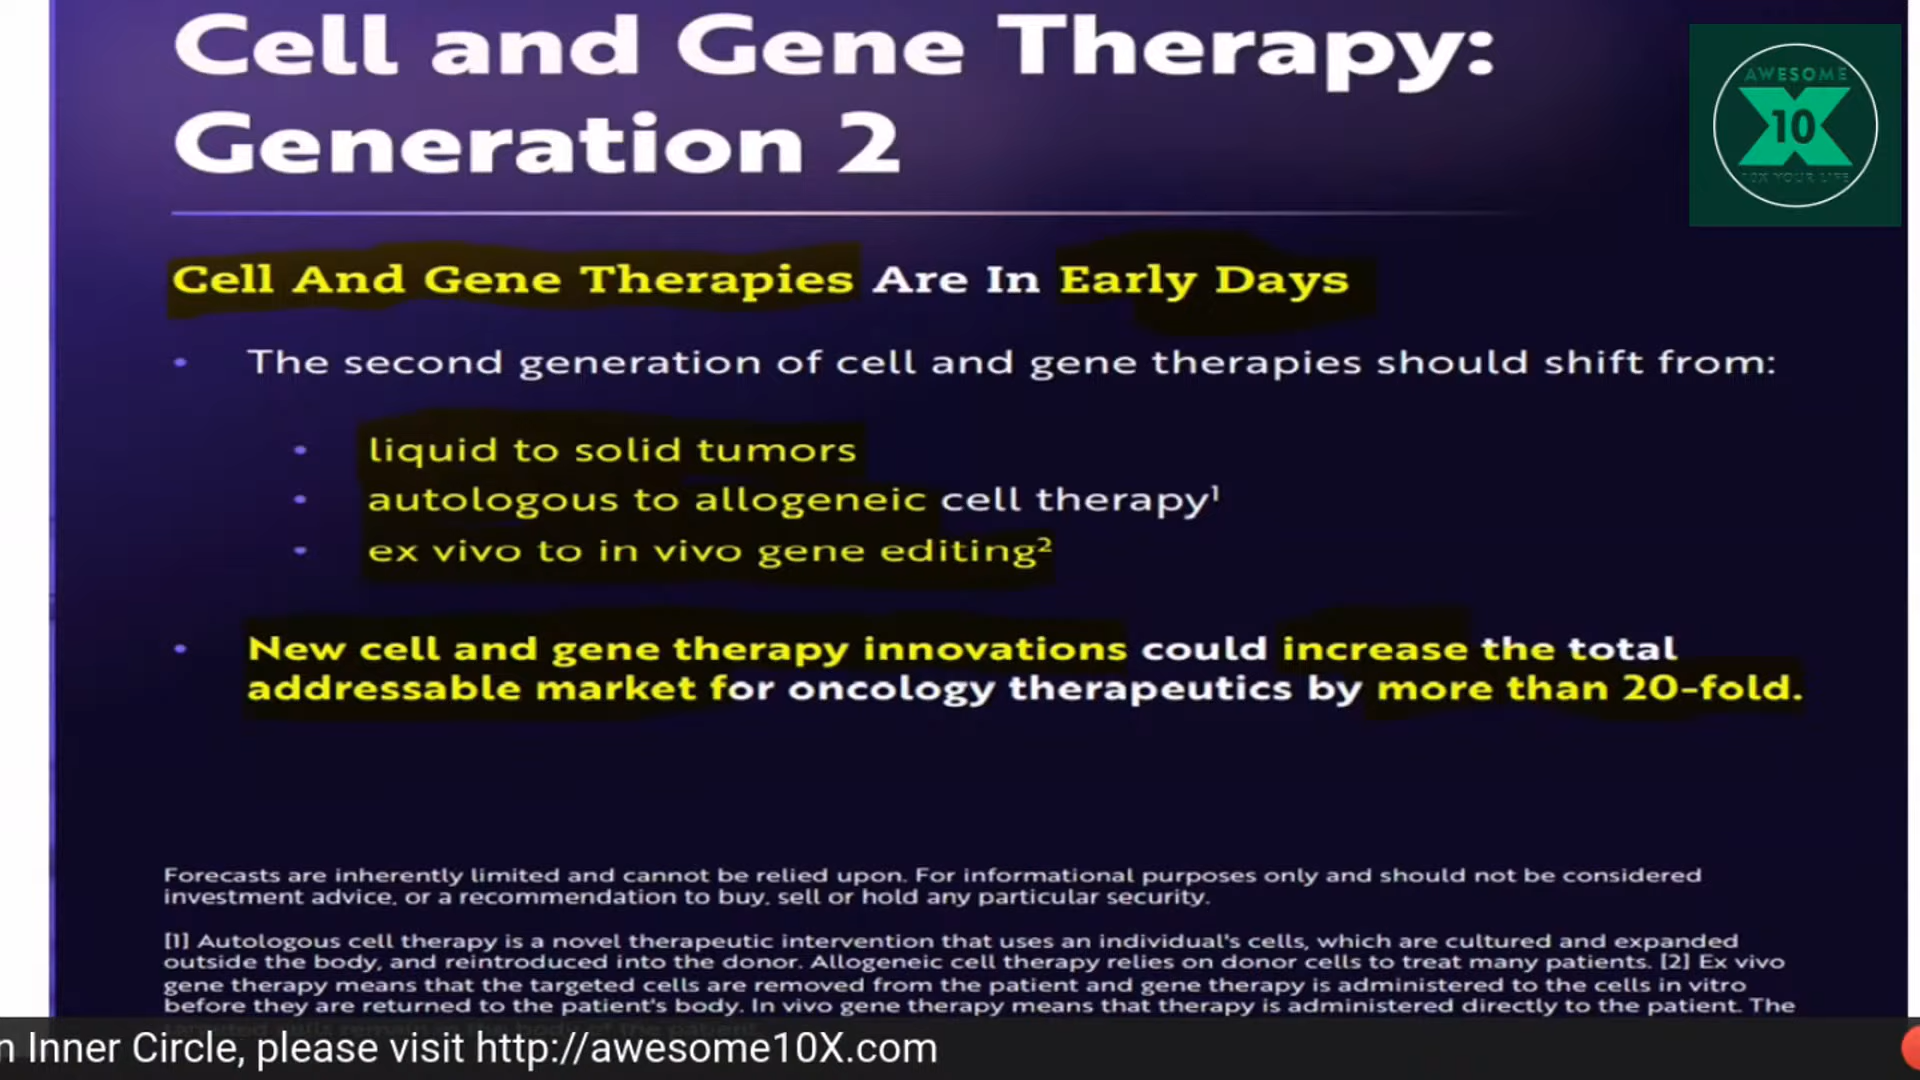 Cell and Gene Therapy:
Generation 2
AWESOME
10
10X YOUR LIFE
Cell And Gene Therapies Are In Early Days
• The second generation of cell and gene therapies should shift from:
• liquid to solid tumors
• autologous to allogeneic cell therapy¹
• ex vivo to in vivo gene editing²
• New cell and gene therapy innovations could increase the total
addressable market for oncology therapeutics by more than 20-fold.
Forecasts are inherently limited and cannot be relied upon. For informational purposes only and should not be considered
investment advice, or a recommendation to buy, sell or hold any particular security.
[1] Autologous cell therapy is a novel therapeutic intervention that uses an individual's cells, which are cultured and expanded
outside the body, and reintroduced into the donor. Allogeneic cell therapy relies on donor cells to treat many patients. [2] Ex vivo
gene therapy means that the targeted cells are removed from the patient and gene therapy is administered to the cells in vitro
before they are returned to the patient's body. In vivo gene therapy means that therapy is administered directly to the patient. The
n Inner Circle, please visit http://awesome10X.com